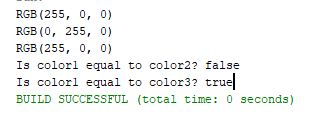 RGB(255, 0, 0)
RGB(0, 255, 0)
RGB(255, 0, 0)
Is color1 equal to color2? false
Is color1 equal to color3? true
BUILD SUCCESSFUL (total time: 0 seconds)